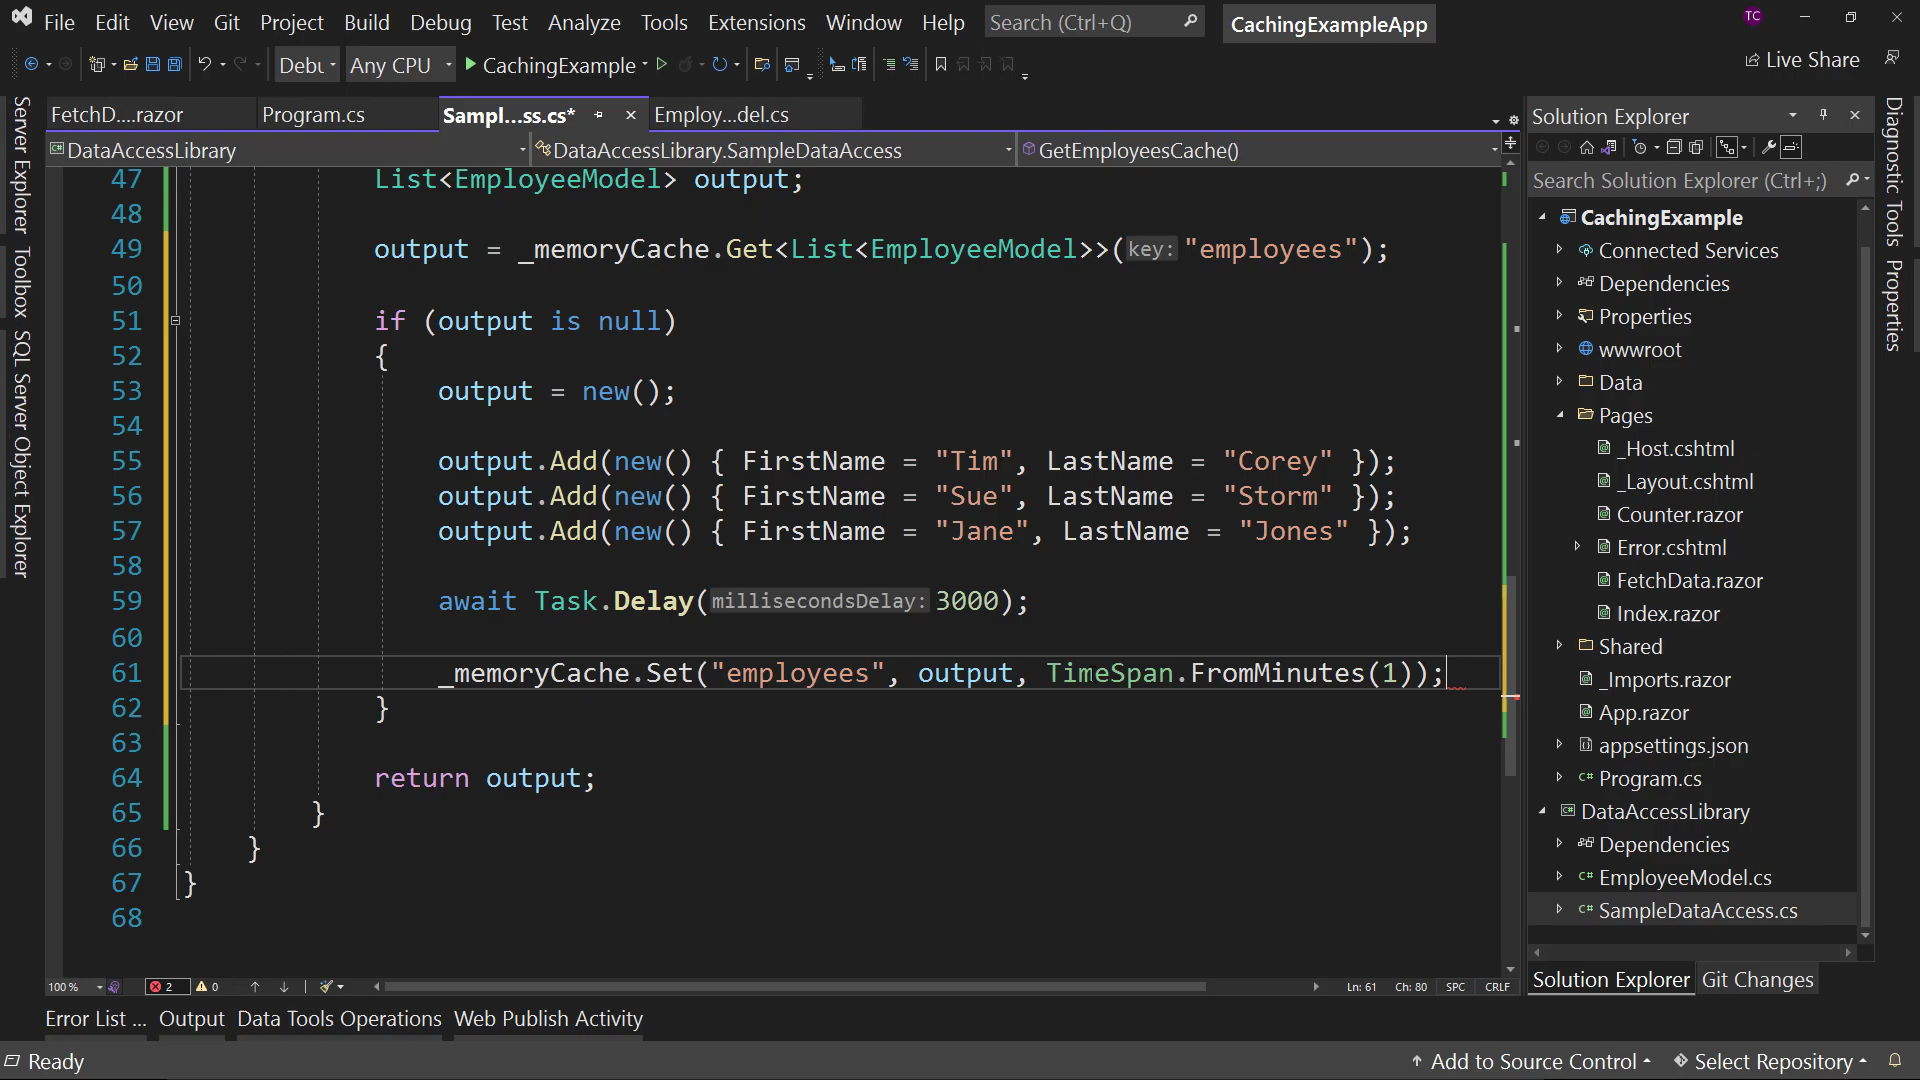 File Edit View Git Project Build Debug Test Analyze Tools Extensions Window Help Search (Ctrl+Q) CachingExampleApp TC
Debu Any CPU CachingExample Live Share
FetchD....razor Program.cs Sampl...ss.cs* Employ...del.cs
DataAccessLibrary DataAccessLibrary.SampleDataAccess GetEmployeesCache()
47 List<EmployeeModel> output;
48
49 output = _memoryCache.Get<List<EmployeeModel>>(key: "employees");
50
51 if (output is null)
52 {
53 output = new();
54
55 output.Add(new() { FirstName = "Tim", LastName = "Corey" });
56 output.Add(new() { FirstName = "Sue", LastName = "Storm" });
57 output.Add(new() { FirstName = "Jane", LastName = "Jones" });
58
59 await Task.Delay(millisecondsDelay: 3000);
60
61 _memoryCache.Set("employees", output, TimeSpan.FromMinutes(1));
62 }
63
64 return output;
65 }
66 }
67 }
68
100 % 2 0 Ln: 61 Ch: 80 SPC CRLF
Error List ... Output Data Tools Operations Web Publish Activity
Ready Add to Source Control Select Repository
Server Explorer
Toolbox
SQL Server Object Explorer
Solution Explorer
Search Solution Explorer (Ctrl+;)
CachingExample
Connected Services
Dependencies
Properties
wwwroot
Data
Pages
_Host.cshtml
_Layout.cshtml
Counter.razor
Error.cshtml
FetchData.razor
Index.razor
Shared
_Imports.razor
App.razor
appsettings.json
Program.cs
DataAccessLibrary
Dependencies
EmployeeModel.cs
SampleDataAccess.cs
Solution Explorer Git Changes
Diagnostic Tools
Properties